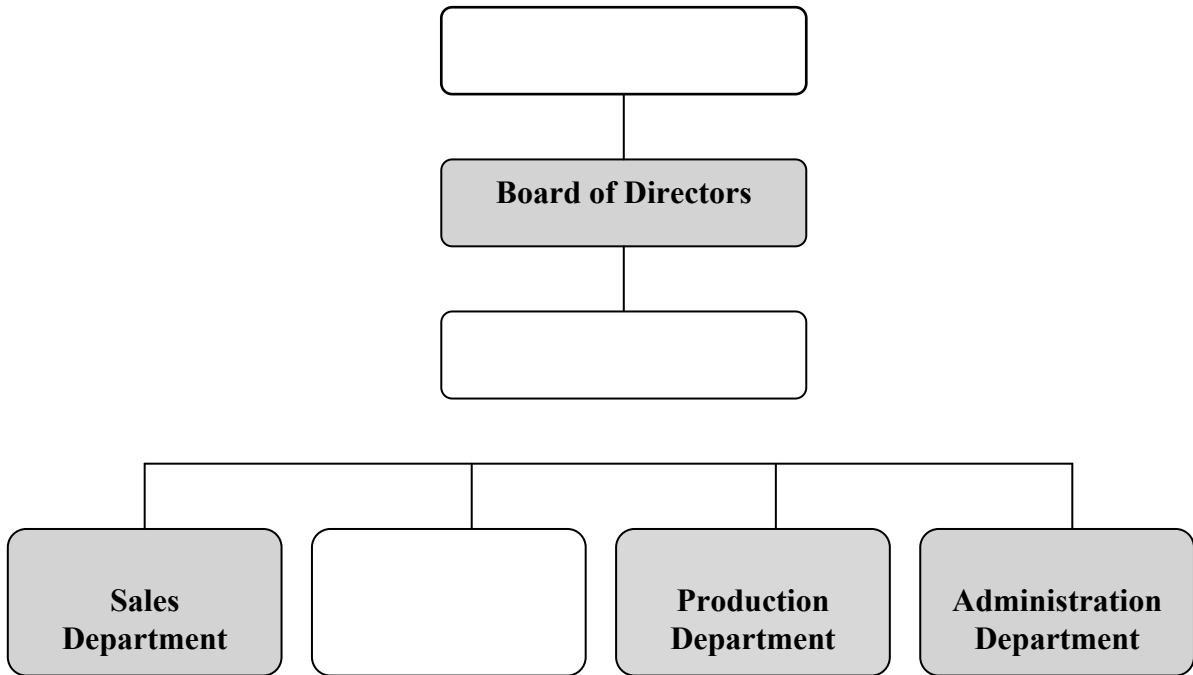 Board of Directors
Sales
Department
Production
Department
Administration
Department